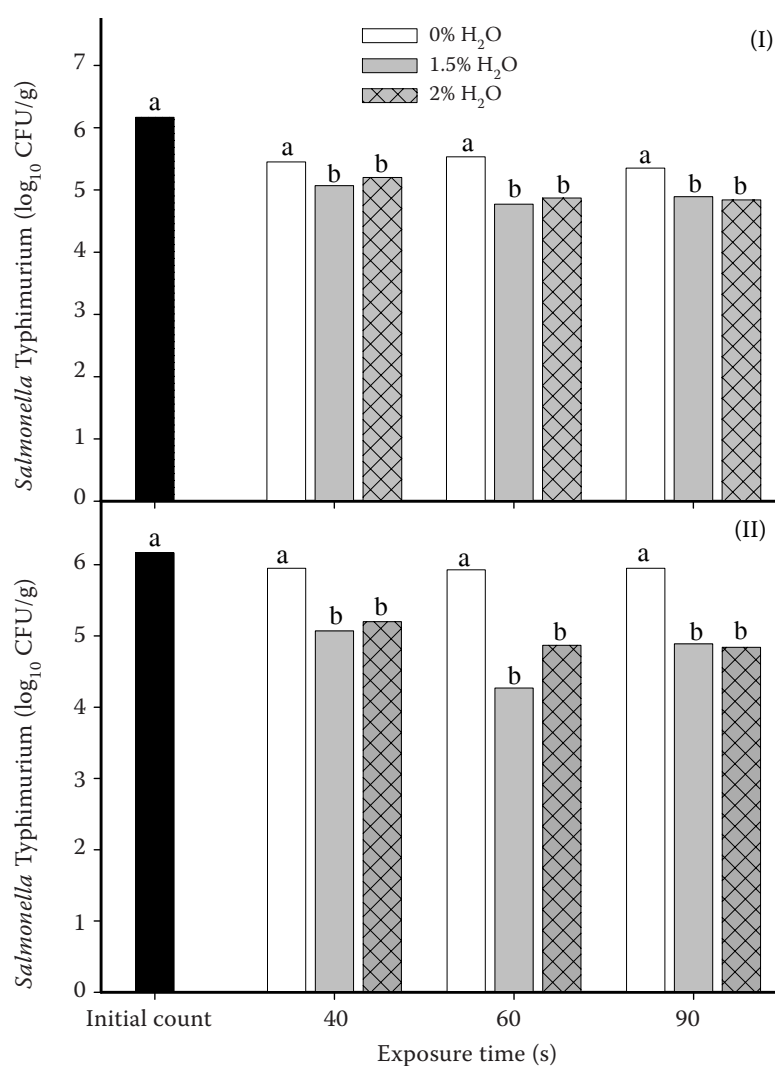 (I)
0% H₂O
1.5% H₂O
2% H₂O
Salmonella Typhimurium (log₁₀ CFU/g)
7
6
5
4
3
2
1
0
a
a
b
b
a
b
b
a
b
b
(II)
Salmonella Typhimurium (log₁₀ CFU/g)
6
5
4
3
2
1
0
a
a
b
b
a
b
b
a
b
b
Initial count 40 60 90
Exposure time (s)